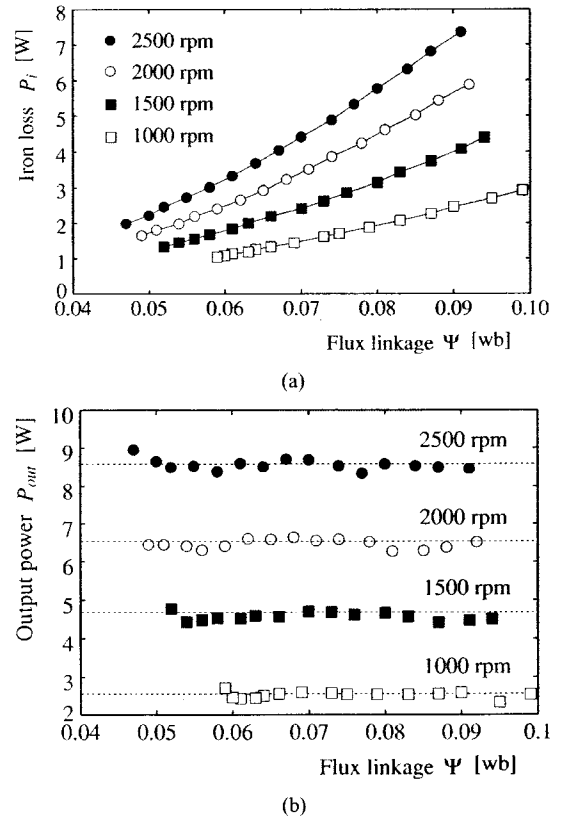 8
7
6
5
4
3
2
1
0
Iron loss P_i [W]
2500 rpm
2000 rpm
1500 rpm
1000 rpm
0.04 0.05 0.06 0.07 0.08 0.09 0.10
Flux linkage Ψ [wb]
(a)
10
9
8
7
6
5
4
3
2
Output power P_out [W]
2500 rpm
2000 rpm
1500 rpm
1000 rpm
0.04 0.05 0.06 0.07 0.08 0.09 0.1
Flux linkage Ψ [wb]
(b)